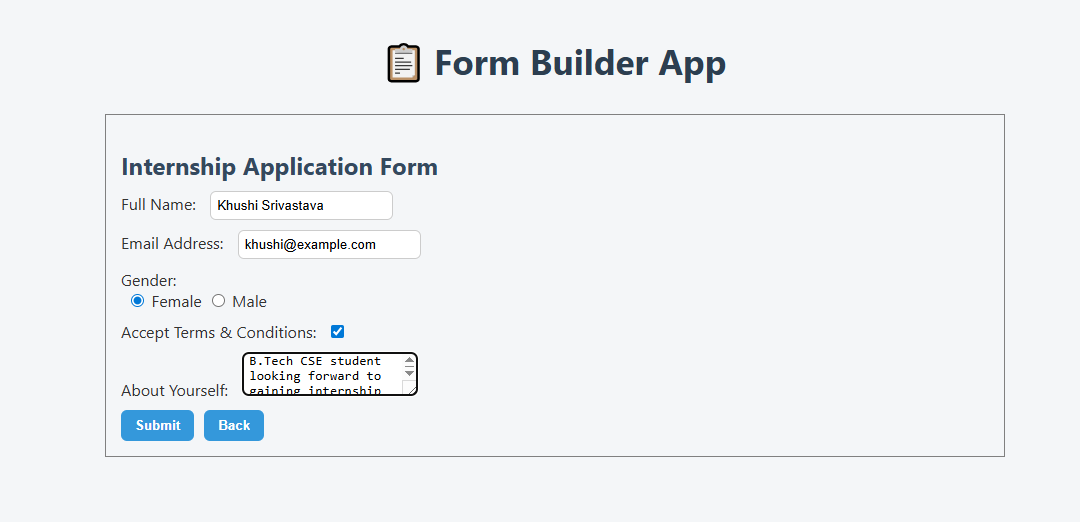 Form Builder App
Internship Application Form
Full Name: Khushi Srivastava
Email Address: khushi@example.com
Gender:
Female Male
Accept Terms & Conditions:
B.Tech CSE student
looking forward to
gaining internship
About Yourself:
Submit Back